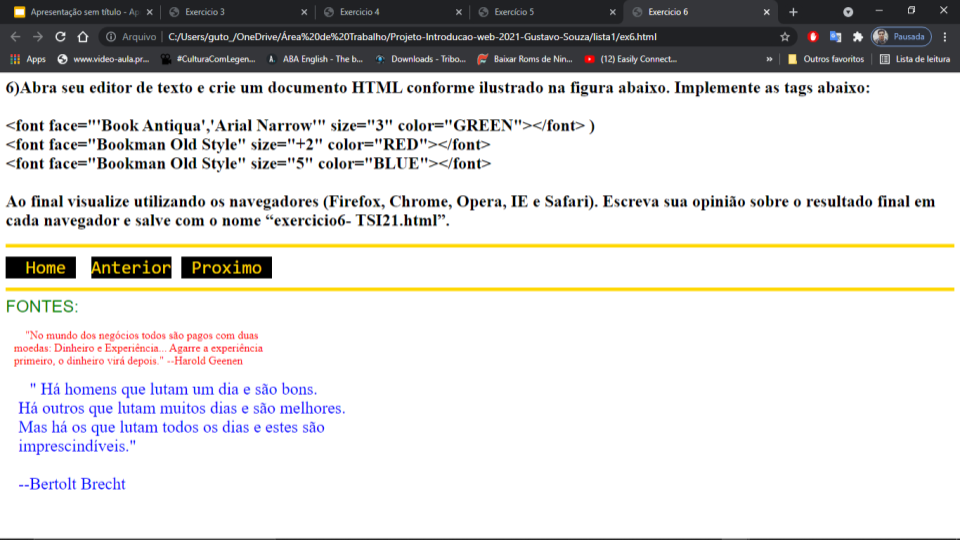 Apresentação sem título - Ap
Exercicio 3
Exercicio 4
Exercício 5
Exercicio 6
Arquivo
C:/Users/guto_/OneDrive/Área%20de%20Trabalho/Projeto-Introducao-web-2021-Gustavo-Souza/lista1/ex6.html
Pausada
Apps
www.video-aula.pr...
#CulturaComLegen...
ABA English - The b...
Downloads - Tribo...
Baixar Roms de Nin...
(12) Easily Connect...
»
Outros favoritos
Lista de leitura
6)Abra seu editor de texto e crie um documento HTML conforme ilustrado na figura abaixo. Implemente as tags abaixo:
<font face="'Book Antiqua','Arial Narrow'" size="3" color="GREEN"></font> )
<font face="Bookman Old Style" size="+2" color="RED"></font>
<font face="Bookman Old Style" size="5" color="BLUE"></font>
Ao final visualize utilizando os navegadores (Firefox, Chrome, Opera, IE e Safari). Escreva sua opinião sobre o resultado final em
cada navegador e salve com o nome “exercicio6- TSI21.html”.
Home Anterior Proximo
FONTES:
"No mundo dos negócios todos são pagos com duas
moedas: Dinheiro e Experiência... Agarre a experiência
primeiro, o dinheiro virá depois." --Harold Geenen
" Há homens que lutam um dia e são bons.
Há outros que lutam muitos dias e são melhores.
Mas há os que lutam todos os dias e estes são
imprescindíveis."
--Bertolt Brecht